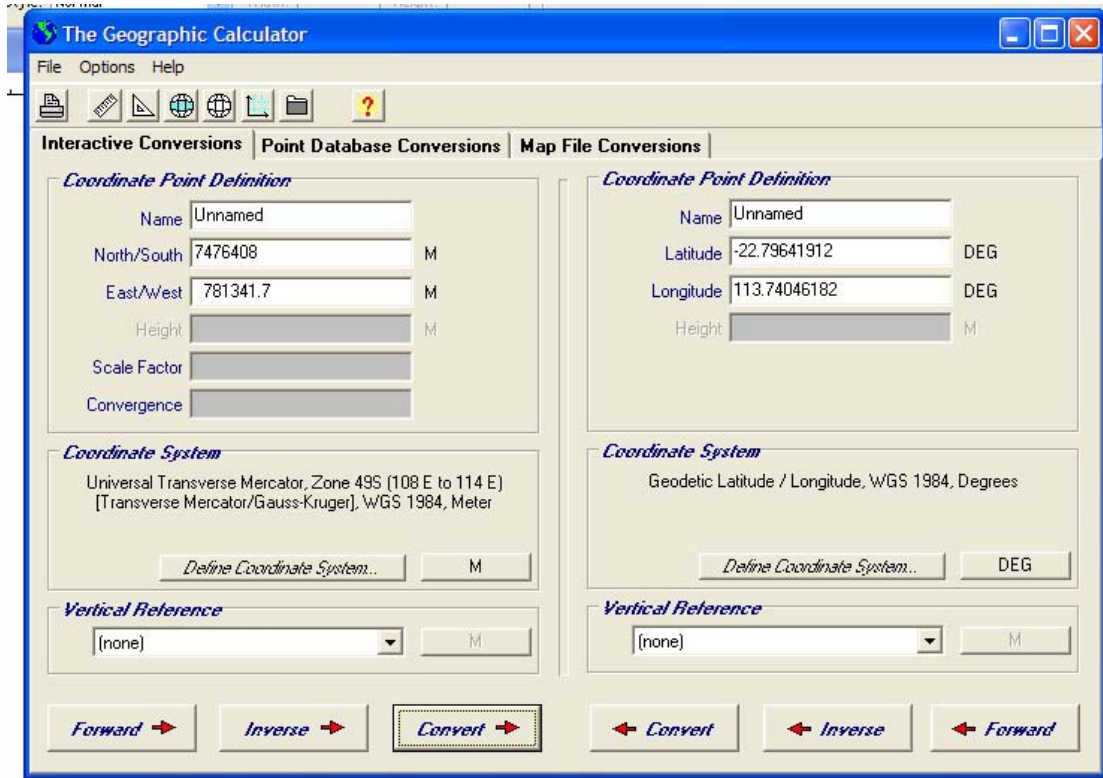 The Geographic Calculator
File Options Help
Interactive Conversions Point Database Conversions Map File Conversions
Coordinate Point Definition
Name Unnamed
North/South 7476408 M
East/West 781341.7 M
Height M
Scale Factor
Convergence
Coordinate System
Universal Transverse Mercator, Zone 49S (108 E to 114 E)
[Transverse Mercator/Gauss-Kruger], WGS 1984, Meter
Define Coordinate System... M
Vertical Reference
(none) M
Forward Inverse Convert
Coordinate Point Definition
Name Unnamed
Latitude -22.79641912 DEG
Longitude 113.74046182 DEG
Height M
Coordinate System
Geodetic Latitude / Longitude, WGS 1984, Degrees
Define Coordinate System... DEG
Vertical Reference
(none) M
Convert Inverse Forward